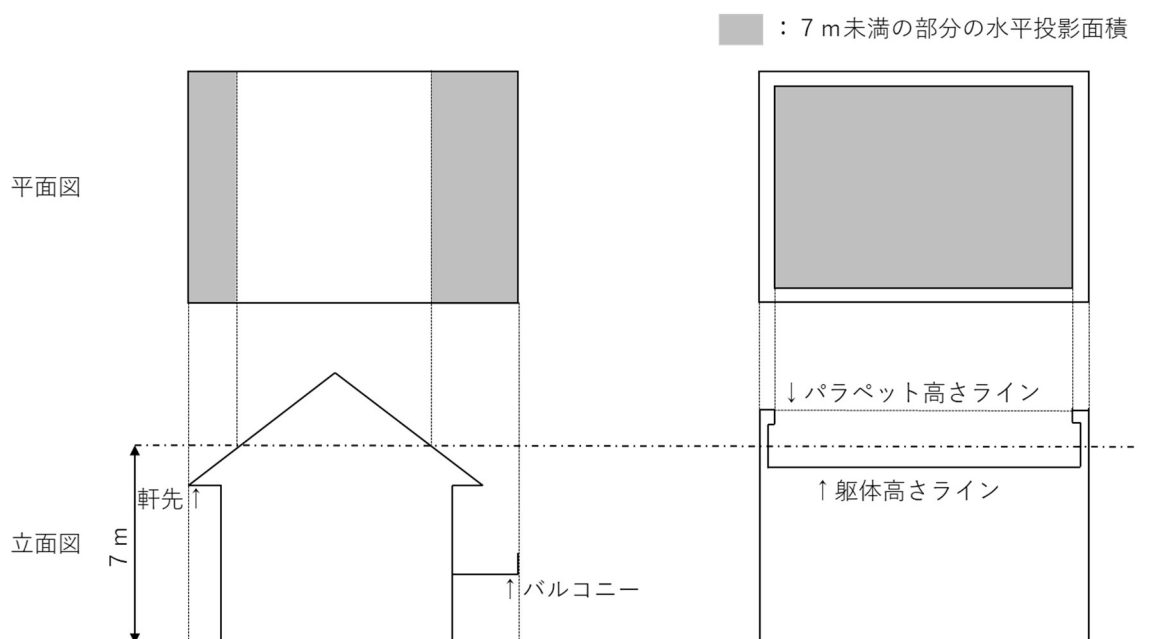 ：７ｍ未満の部分の水平投影面積
平面図
↓パラペット高さライン
軒先↑
↑躯体高さライン
立面図
7 m
↑バルコニー